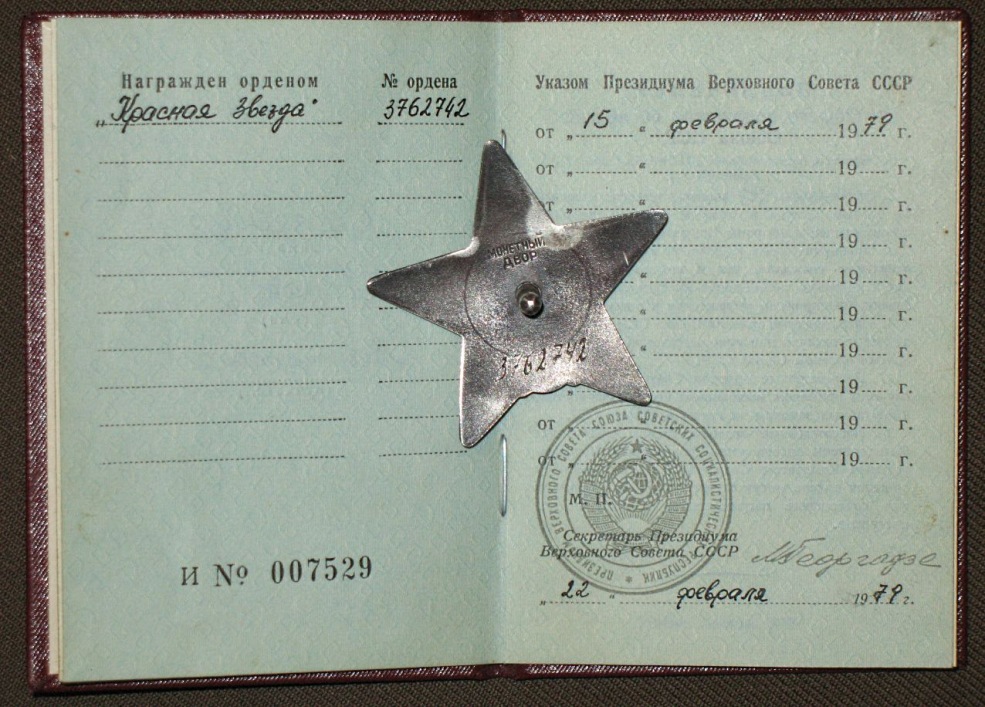 Награжден орденом
„Красная Звезда"
№ ордена
3762742
И № 007529
МОНЕТНЫЙ
ДВОР
3762742
Указом Президиума Верховного Совета СССР
от „ 15 “ февраля 1979 г.
от „ “ 19 г.
от „ “ 19 г.
“ 19 г.
“ 19 г.
“ 19 г.
“ 19 г.
„ “ 19 г.
от „ “ 19 г.
от „ “ 19 г.
ПРЕЗИДИУМ ВЕРХОВНОГО СОВЕТА СОЮЗА СОВЕТСКИХ СОЦИАЛИСТИЧЕСКИХ РЕСПУБЛИК
М. П.
Секретарь Президиума
Верховного Совета СССР
МГеоргадзе
„ 22 “ февраля 1979 г.